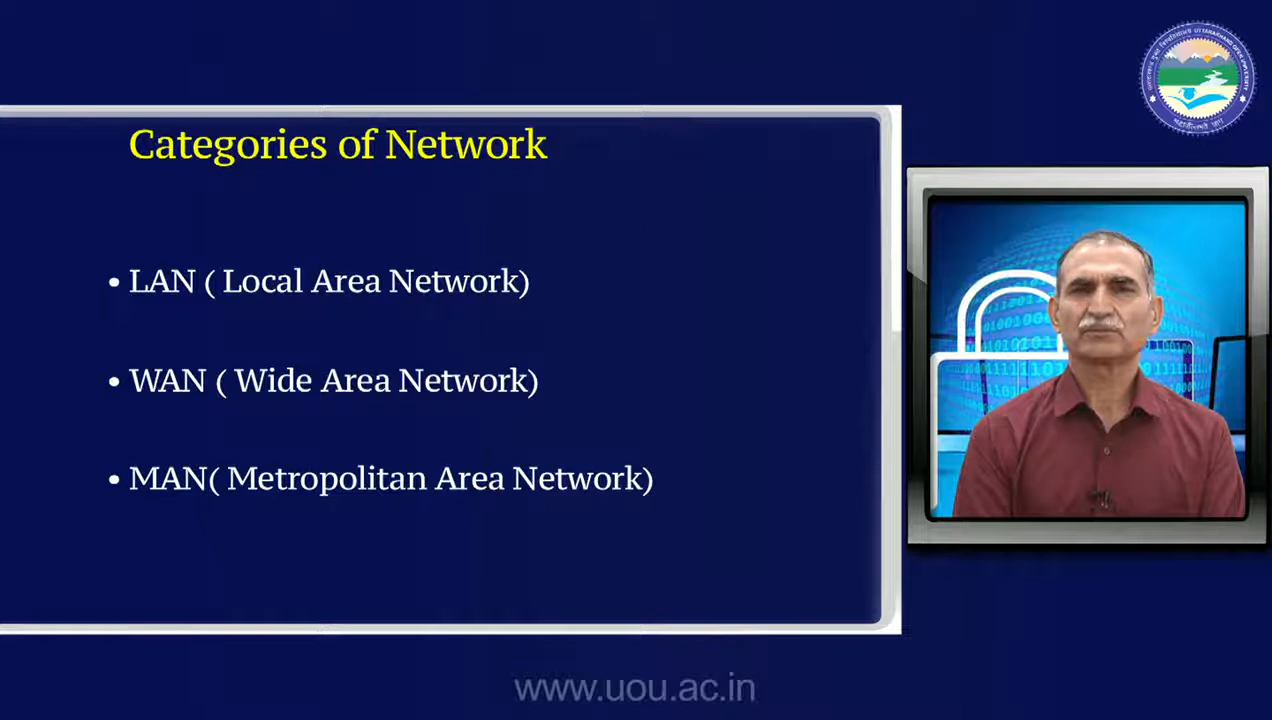 Categories of Network
• LAN ( Local Area Network)
• WAN ( Wide Area Network)
• MAN( Metropolitan Area Network)
www.uou.ac.in